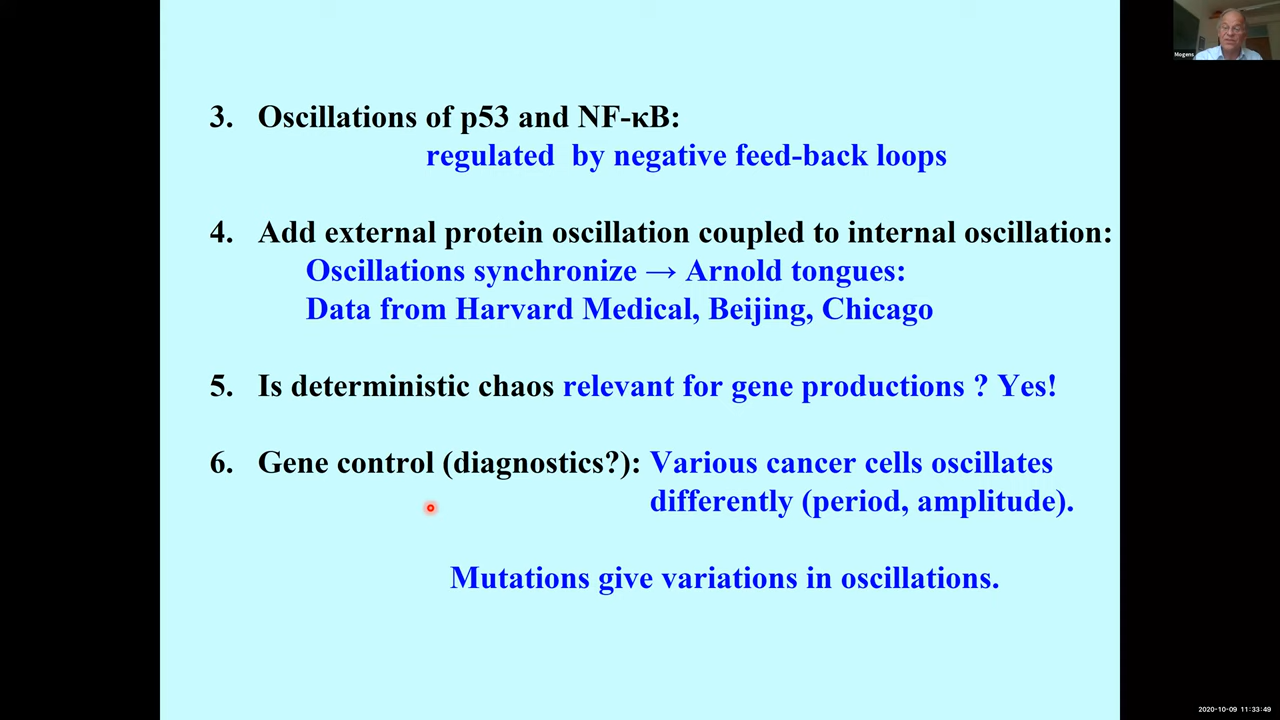 Mogens
3. Oscillations of p53 and NF-κB:
regulated by negative feed-back loops
4. Add external protein oscillation coupled to internal oscillation:
Oscillations synchronize → Arnold tongues:
Data from Harvard Medical, Beijing, Chicago
5. Is deterministic chaos relevant for gene productions ? Yes!
6. Gene control (diagnostics?): Various cancer cells oscillates
differently (period, amplitude).
Mutations give variations in oscillations.
2020-10-09 11:33:49